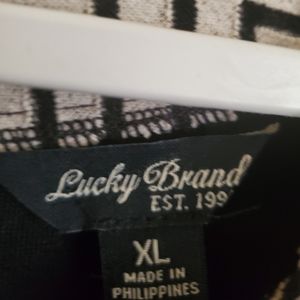 Lucky Brand
EST. 199
XL
MADE IN
PHILIPPINES